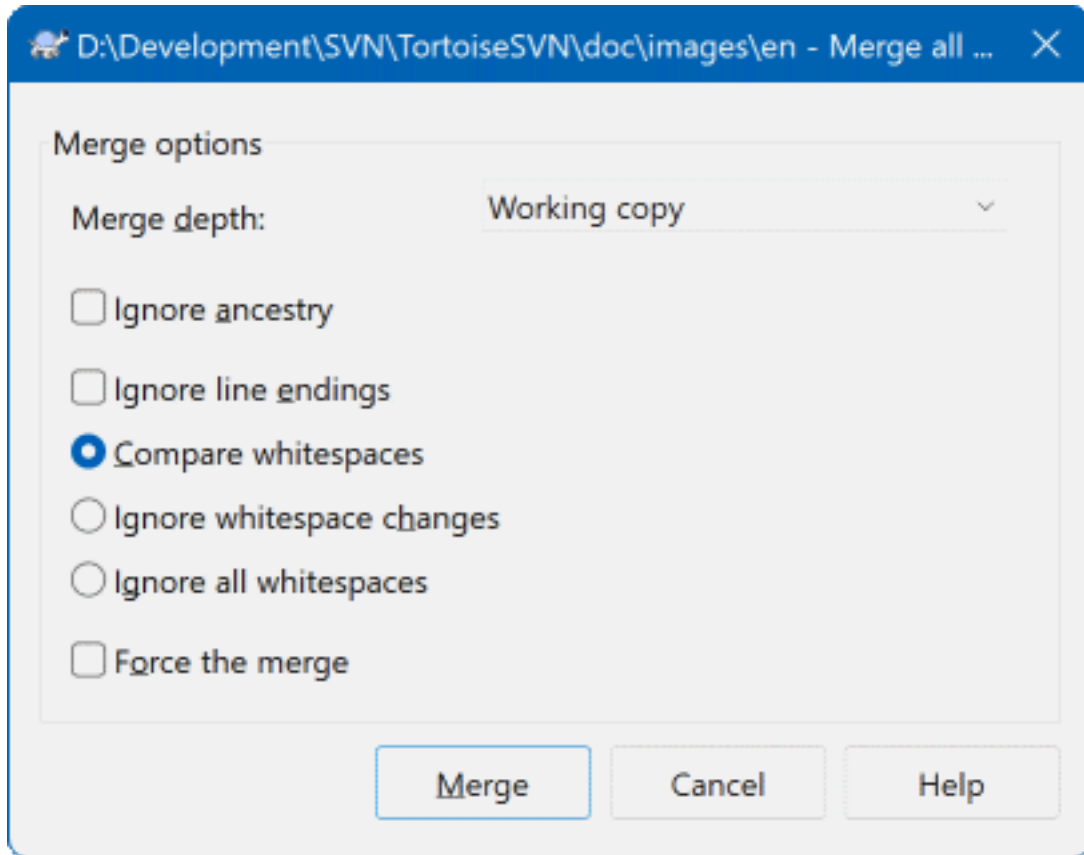 D:\Development\SVN\TortoiseSVN\doc\images\en - Merge all ...
Merge options
Merge depth: Working copy
Ignore ancestry
Ignore line endings
Compare whitespaces
Ignore whitespace changes
Ignore all whitespaces
Force the merge
Merge Cancel Help